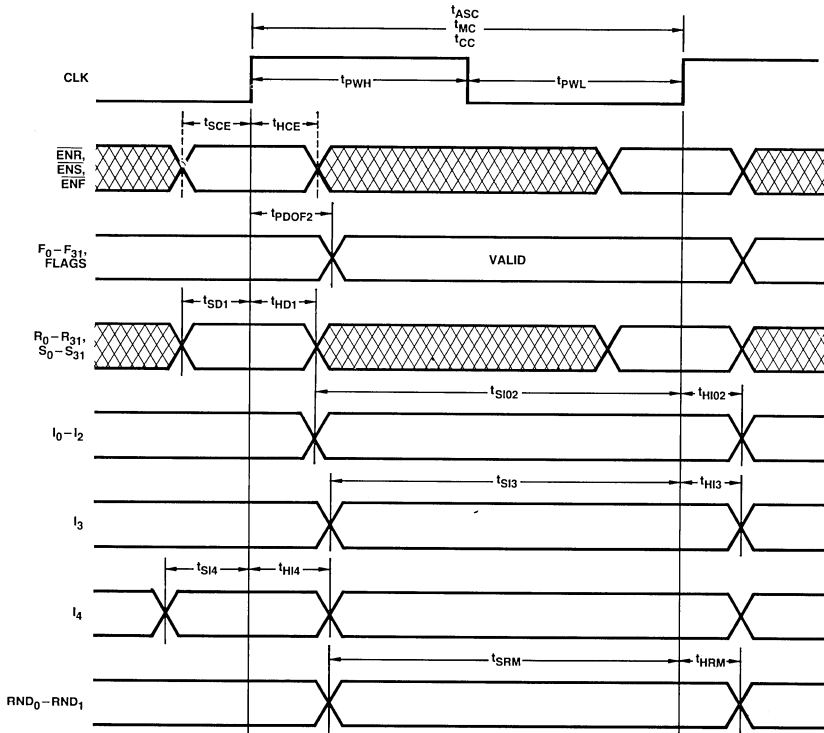 tASC
tMC
tCC
CLK
tPWH
tPWL
tSCE
tHCE
ENR,
ENS,
ENF
tPDOF2
F0–F31,
FLAGS
VALID
tSD1
tHD1
R0–R31,
S0–S31
tSI02
tHI02
I0–I2
tSI3
tHI3
I3
tSI4
tHI4
I4
tSRM
tHRM
RND0–RND1